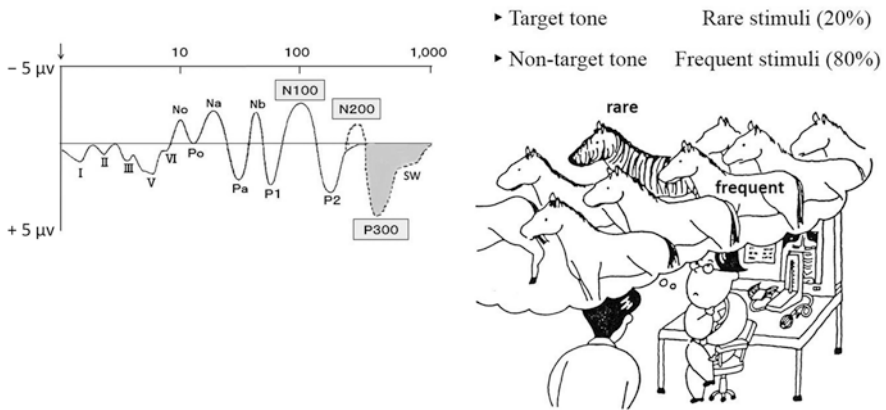 10 100 1,000
− 5 μv
N100
N200
No Na Nb
I II III V VI Po
Pa P1 P2 SW
P300
+ 5 μv
▸ Target tone Rare stimuli (20%)
▸ Non-target tone Frequent stimuli (80%)
rare
frequent